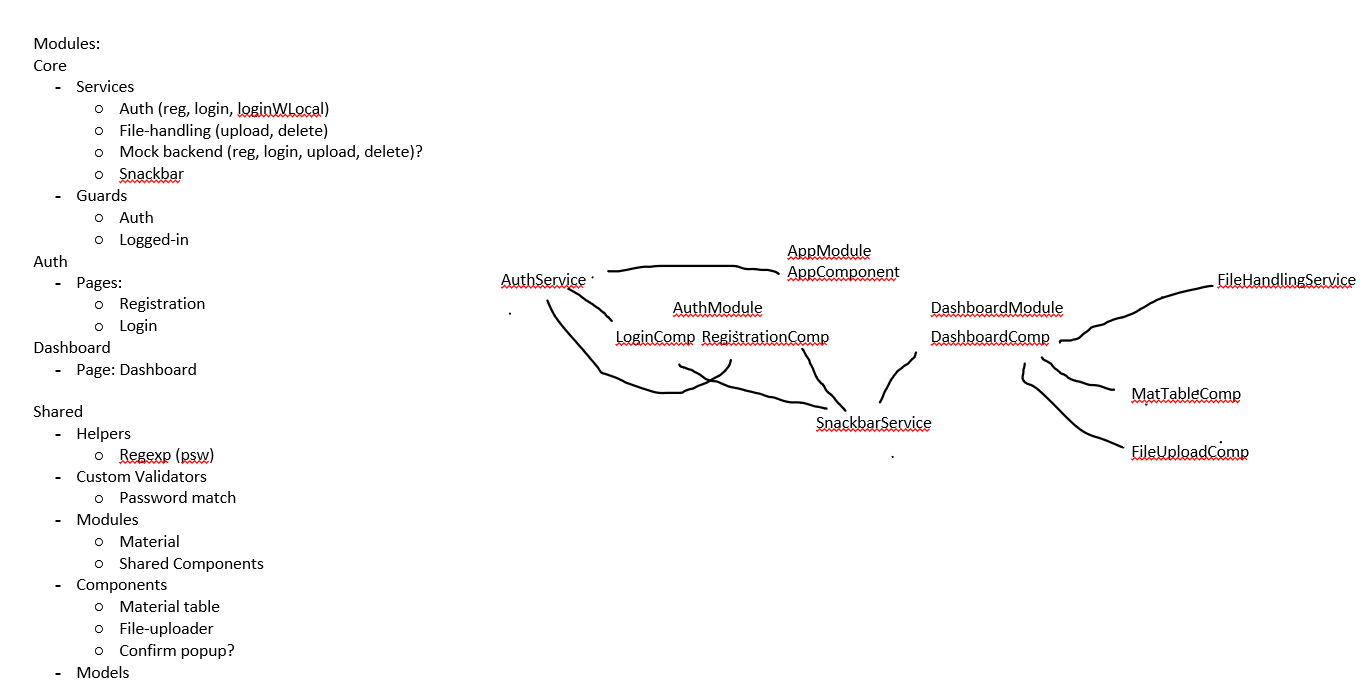 Modules:
Core
- Services
o Auth (reg, login, loginWLocal)
o File-handling (upload, delete)
o Mock backend (reg, login, upload, delete)?
o Snackbar
- Guards
o Auth
o Logged-in
Auth
- Pages:
o Registration
o Login
Dashboard
- Page: Dashboard
Shared
- Helpers
o Regexp (psw)
- Custom Validators
o Password match
- Modules
o Material
o Shared Components
- Components
o Material table
o File-uploader
o Confirm popup?
- Models
AppModule
AppComponent
AuthService
AuthModule
LoginComp RegistrationComp
DashboardModule
DashboardComp
FileHandlingService
MatTableComp
SnackbarService
FileUploadComp